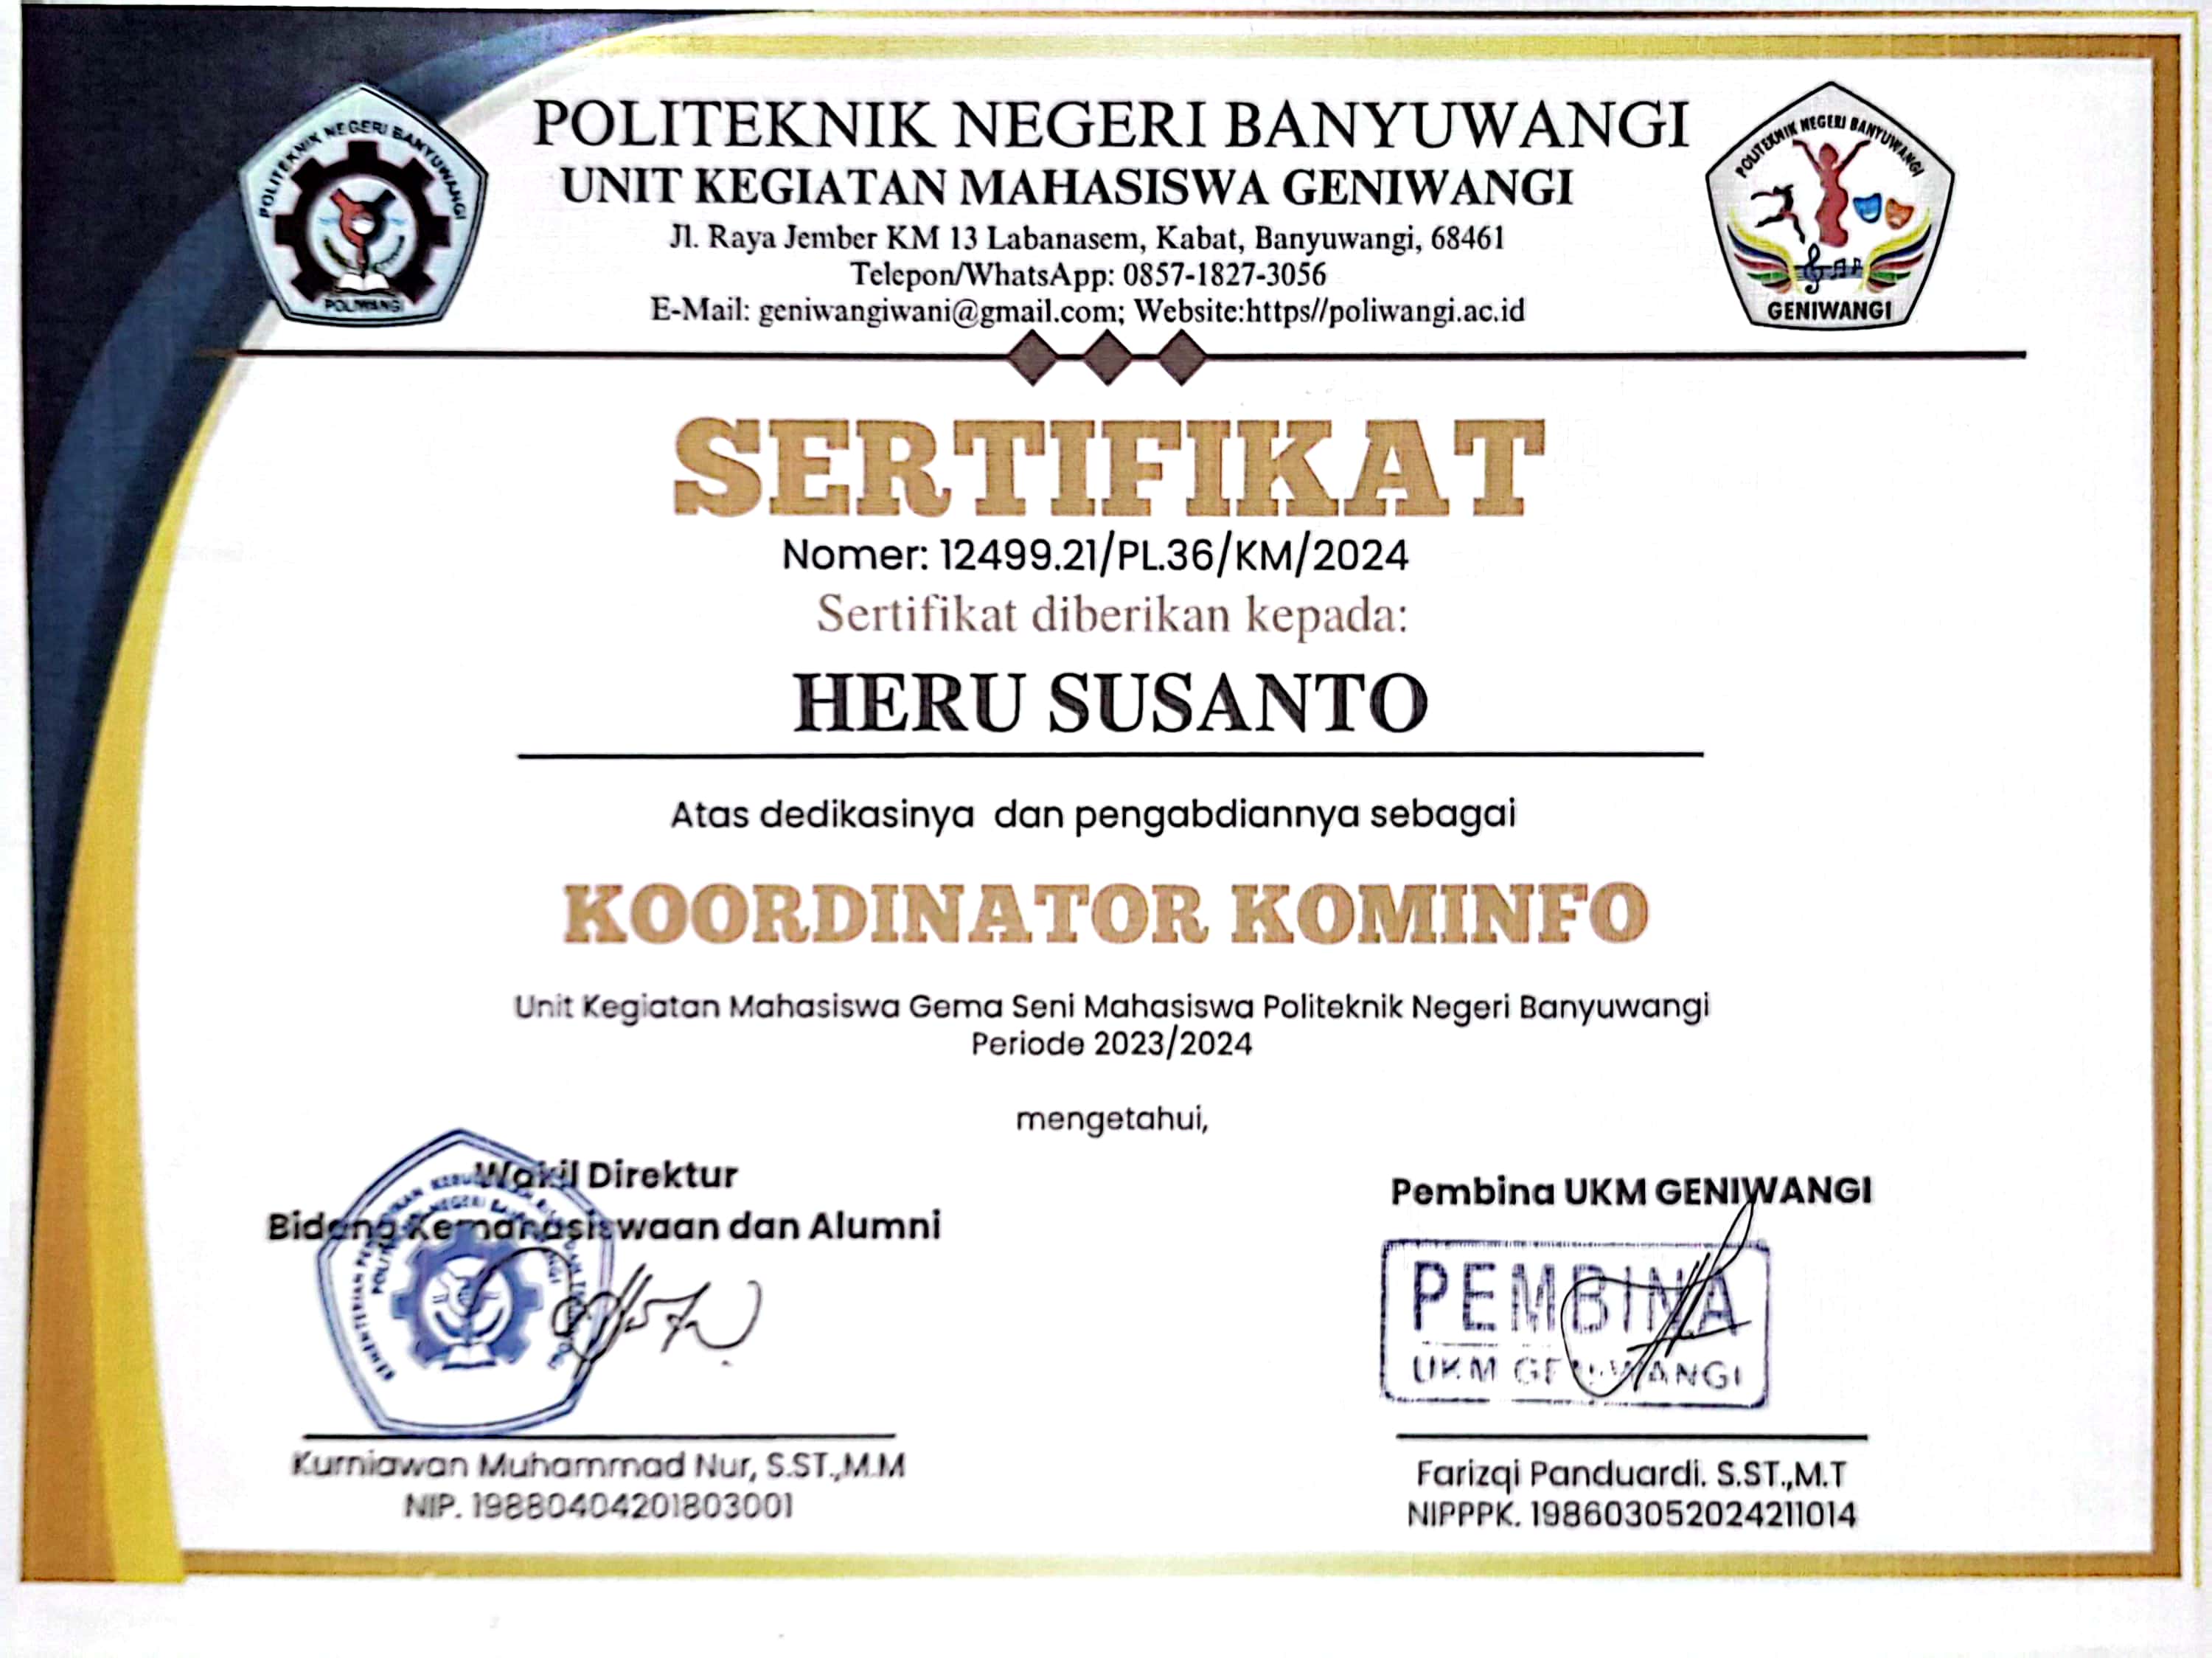 POLITEKNIK NEGERI BANYUWANGI
UNIT KEGIATAN MAHASISWA GENIWANGI
Jl. Raya Jember KM 13 Labanasem, Kabat, Banyuwangi, 68461
Telepon/WhatsApp: 0857-1827-3056
E-Mail: geniwangiwani@gmail.com; Website:https//poliwangi.ac.id
POLITEKNIK NEGERI BANYUWANGI
POLIWANGI
POLITEKNIK NEGERI BANYUWANGI
GENIWANGI
SERTIFIKAT
Nomer: 12499.21/PL.36/KM/2024
Sertifikat diberikan kepada:
HERU SUSANTO
Atas dedikasinya dan pengabdiannya sebagai
KOORDINATOR KOMINFO
Unit Kegiatan Mahasiswa Gema Seni Mahasiswa Politeknik Negeri Banyuwangi
Periode 2023/2024
mengetahui,
Wakil Direktur
Bidang Kemahasiswaan dan Alumni
Kurniawan Muhammad Nur, S.ST.,M.M
NIP. 19880404201803001
Pembina UKM GENIWANGI
PEMBINA
UKM GENIWANGI
Farizqi Panduardi. S.ST.,M.T
NIPPPK. 198603052024211014